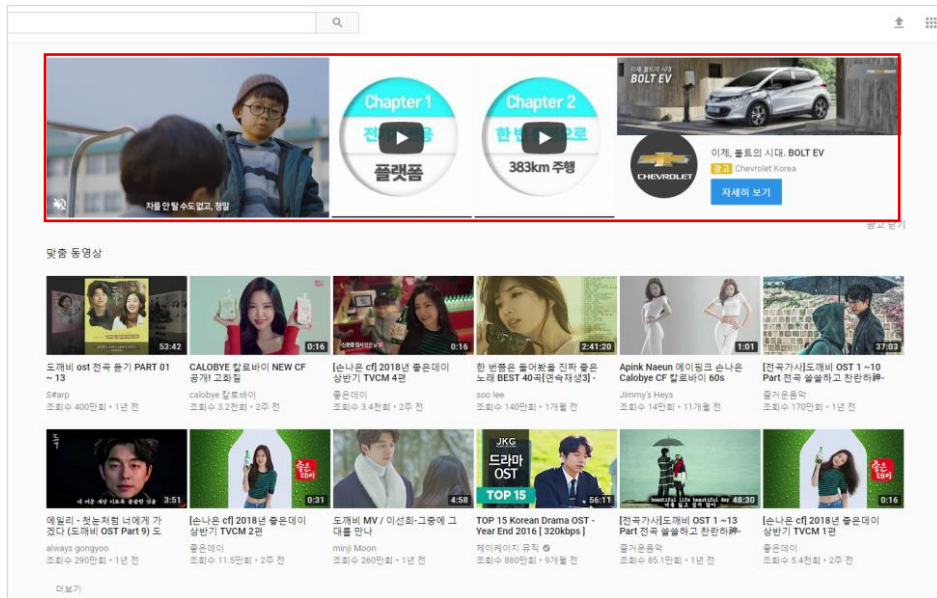 이제, 볼트의 시대
BOLT EV
Chapter 1
플랫폼
Chapter 2
383km 주행
차를 안 탈 수도 없고, 정말
CHEVROLET
이제, 볼트의 시대. BOLT EV
광고 Chevrolet Korea
자세히 보기
광고 닫기
맞춤 동영상
53:42
0:16
0:16
2:41:20
1:01
37:03
도깨비 ost 전곡 듣기 PART 01 ~ 13
S#arp
조회수 400만회 • 1년 전
CALOBYE 칼로바이 NEW CF 공개! 고화질
calobye 칼로바이
조회수 3.2천회 • 2주 전
[손나은 cf] 2018년 좋은데이 상반기 TVCM 4편
좋은데이
조회수 3.4천회 • 2주 전
한 번쯤은 들어봤을 진짜 좋은 노래 BEST 40곡[연속재생3] -
soo lee
조회수 140만회 • 1개월 전
Apink Naeun 에이핑크 손나은 Calobye CF 칼로바이 60s
Jimmy's Heys
조회수 14만회 • 11개월 전
[전곡가사]도깨비 OST 1 ~10 Part 전곡 쓸쓸하고 찬란하神-
즐거운음악
조회수 170만회 • 1년 전
3:51
좋은데이
0:31
4:58
JKG
드라마
OST
TOP 15
56:11
beautiful life beautiful day
48:30
좋은데이
0:16
에일리 - 첫눈처럼 너에게 가겠다 (도깨비 OST Part 9) 도
always gongyoo
조회수 290만회 • 1년 전
[손나은 cf] 2018년 좋은데이 상반기 TVCM 2편
좋은데이
조회수 11.5만회 • 2주 전
도깨비 MV / 이선희-그중에 그대를 만나
minji Moon
조회수 260만회 • 1년 전
TOP 15 Korean Drama OST - Year End 2016 [ 320kbps ]
제이케이지 뮤직
조회수 880만회 • 9개월 전
[전곡가사]도깨비 OST 1 ~13 Part 전곡 쓸쓸하고 찬란하神-
즐거운음악
조회수 85.1만회 • 1년 전
[손나은 cf] 2018년 좋은데이 상반기 TVCM 1편
좋은데이
조회수 5.4천회 • 2주 전
더보기